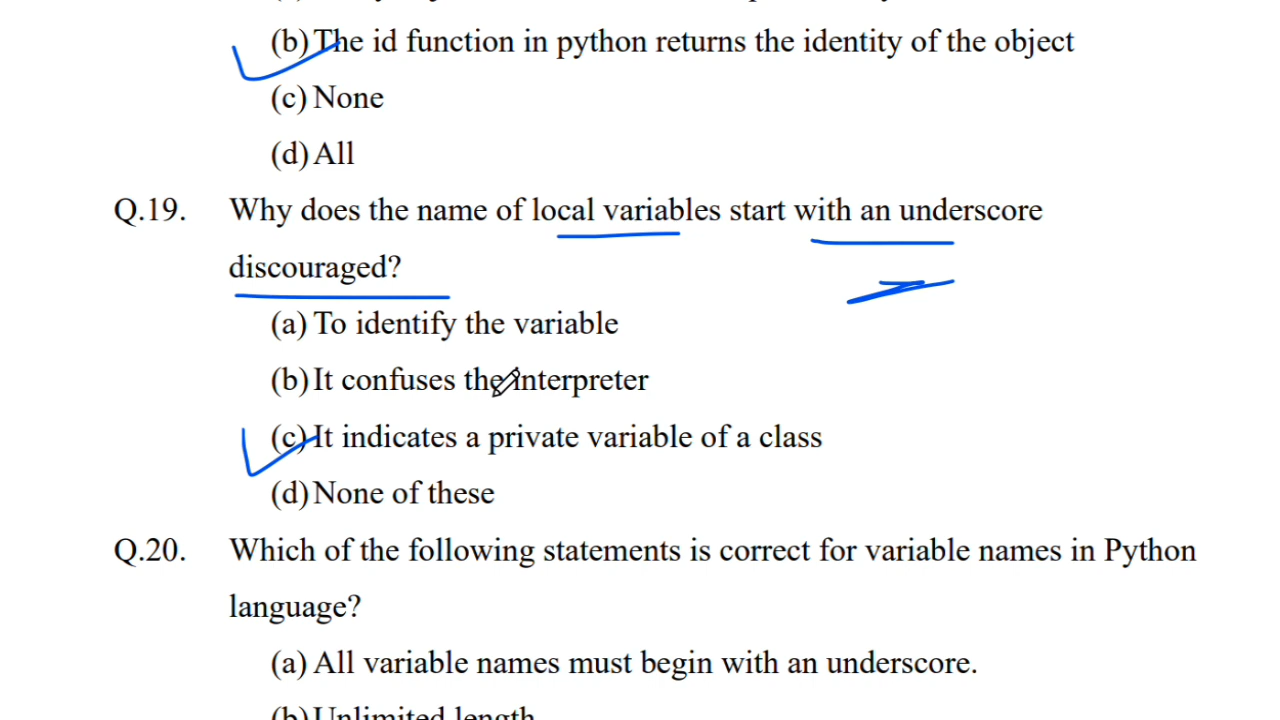 (b) The id function in python returns the identity of the object
(c) None
(d) All
Q.19. Why does the name of local variables start with an underscore
discouraged?
(a) To identify the variable
(b) It confuses the interpreter
(c) It indicates a private variable of a class
(d) None of these
Q.20. Which of the following statements is correct for variable names in Python
language?
(a) All variable names must begin with an underscore.
(b) Unlimited length